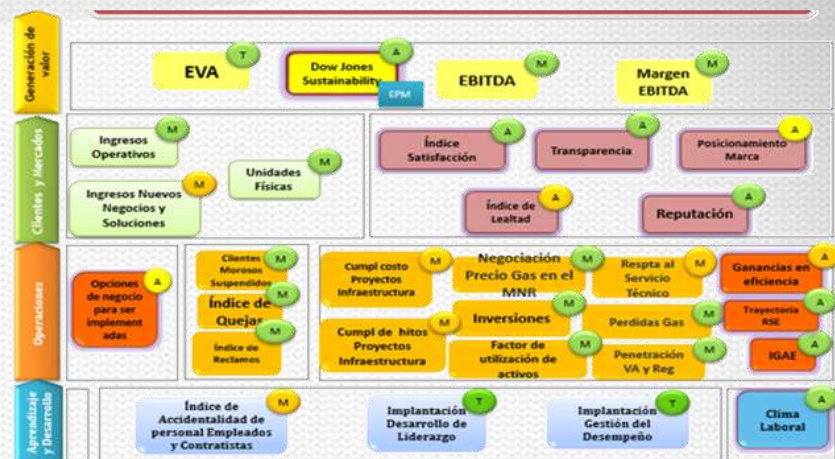 Generación de
valor
EVA
T
Dow Jones
Sustainability
A
EPM
EBITDA
M
Margen
EBITDA
M
Clientes y Mercados
Ingresos
Operativos
M
Ingresos Nuevos
Negocios y
Soluciones
M
Unidades
Físicas
M
Índice
Satisfacción
A
Transparencia
A
Posicionamiento
Marca
A
Índice de
Lealtad
A
Reputación
A
Operaciones
Opciones
de negocio
para ser
implement
adas
A
Clientes
Morosos
Suspendidos
M
Índice de
Quejas
M
Índice de
Reclamos
M
Cumpl costo
Proyectos
Infraestructura
M
Cumpl de hitos
Proyectos
Infraestructura
M
Negociación
Precio Gas en el
MNR
M
Inversiones
M
Factor de
utilización de
activos
M
Respta al
Servicio
Técnico
M
Perdidas Gas
M
Penetración
VA y Reg
M
Ganancias en
eficiencia
A
Trayectoria
RSE
A
IGAE
A
Aprendizaje
y Desarrollo
Índice de
Accidentalidad de
personal Empleados
y Contratistas
M
Implantación
Desarrollo de
Liderazgo
T
Implantación
Gestión del
Desempeño
T
Clima
Laboral
A